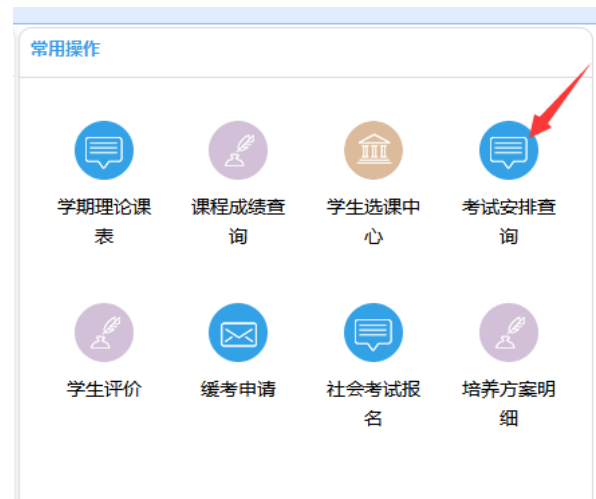 常用操作
学期理论课
表
课程成绩查
询
学生选课中
心
考试安排查
询
学生评价
缓考申请
社会考试报
名
培养方案明
细